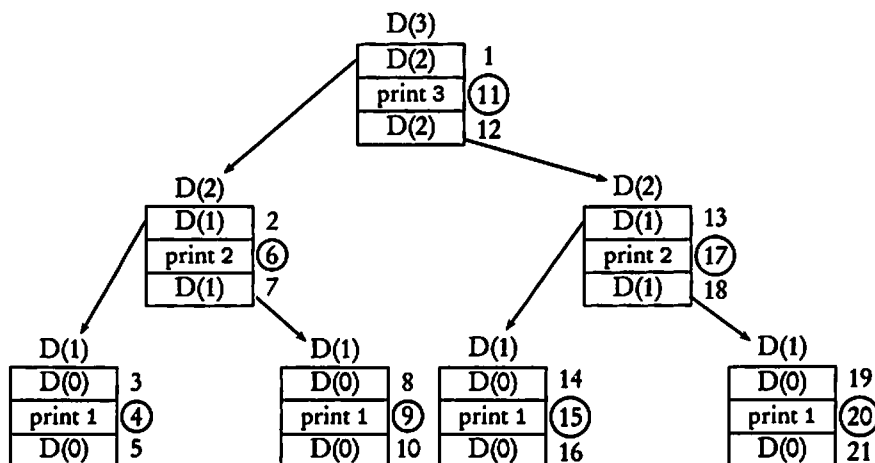 D(3)
D(2) 1
print 3 11
D(2) 12
D(2) D(2)
D(1) 2 D(1) 13
print 2 6 print 2 17
D(1) 7 D(1) 18
D(1) D(1) D(1) D(1)
D(0) 3 D(0) 8 D(0) 14 D(0) 19
print 1 4 print 1 9 print 1 15 print 1 20
D(0) 5 D(0) 10 D(0) 16 D(0) 21